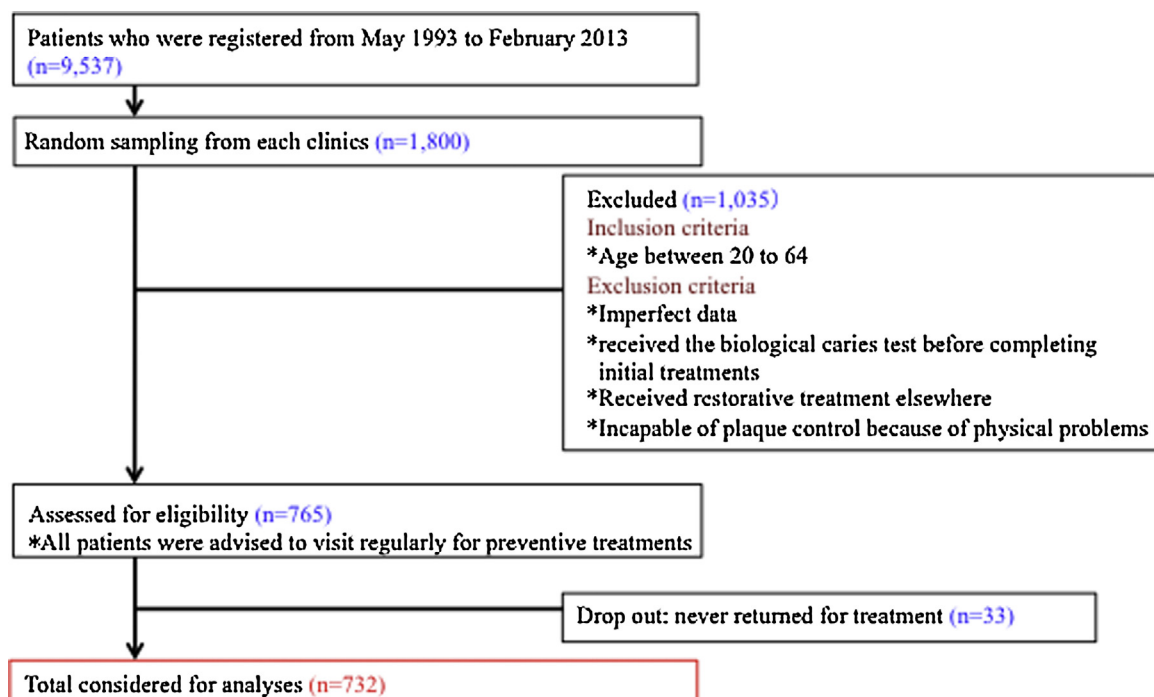 Patients who were registered from May 1993 to February 2013
(n=9,537)
Random sampling from each clinics (n=1,800)
Excluded (n=1,035)
Inclusion criteria
*Age between 20 to 64
Exclusion criteria
*Imperfect data
*received the biological caries test before completing
initial treatments
*Received restorative treatment elsewhere
*Incapable of plaque control because of physical problems
Assessed for eligibility (n=765)
*All patients were advised to visit regularly for preventive treatments
Drop out: never returned for treatment (n=33)
Total considered for analyses (n=732)